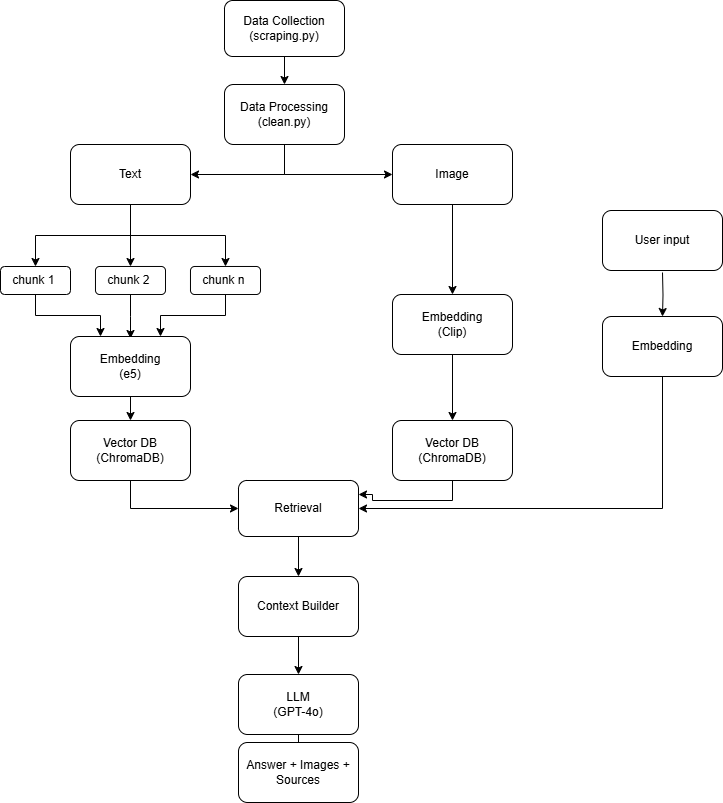 Data Collection
(scraping.py)
Data Processing
(clean.py)
Text
Image
User input
chunk 1
chunk 2
chunk n
Embedding
(Clip)
Embedding
Embedding
(e5)
Vector DB
(ChromaDB)
Vector DB
(ChromaDB)
Retrieval
Context Builder
LLM
(GPT-4o)
Answer + Images +
Sources